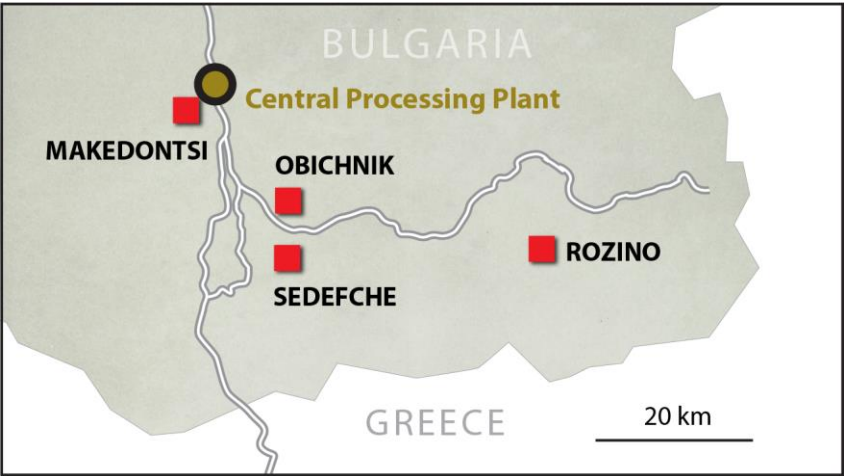 BULGARIA
Central Processing Plant
MAKEDONTSI
OBICHNIK
ROZINO
SEDEFCHE
GREECE
20 km